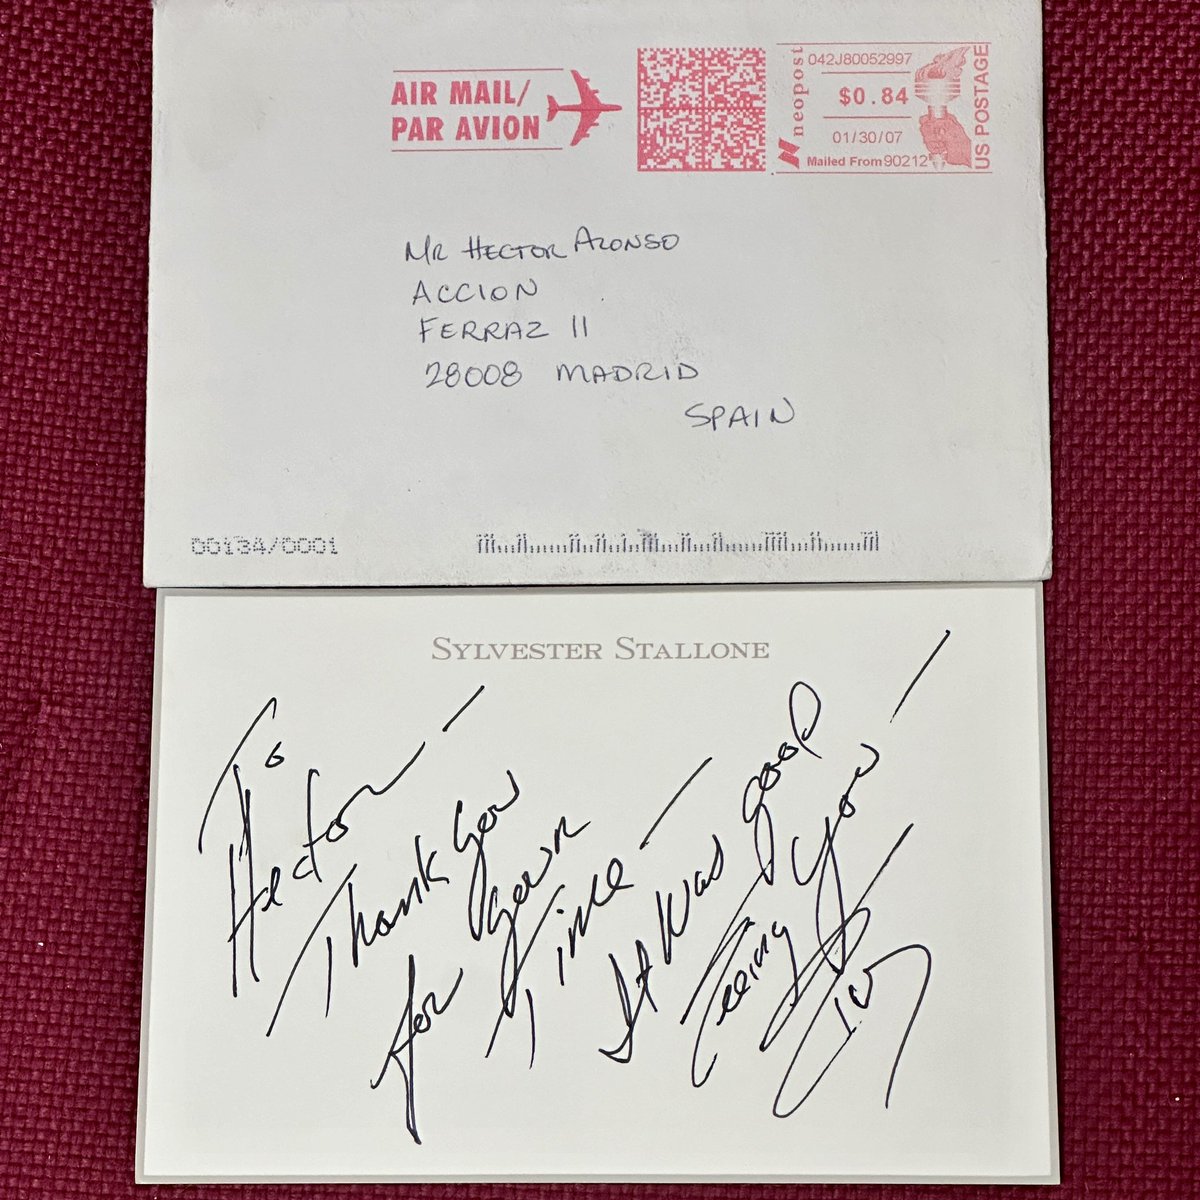 AIR MAIL/
PAR AVION
neopost
042J80052997
$0.84
01/30/07
Mailed From 90212
US POSTAGE
MR HECTOR ALONSO
ACCION
FERRAZ 11
28008 MADRID
SPAIN
00134/0001
SYLVESTER STALLONE
To
Hector –
Thank you
for your
Time –
It was good
seeing you –